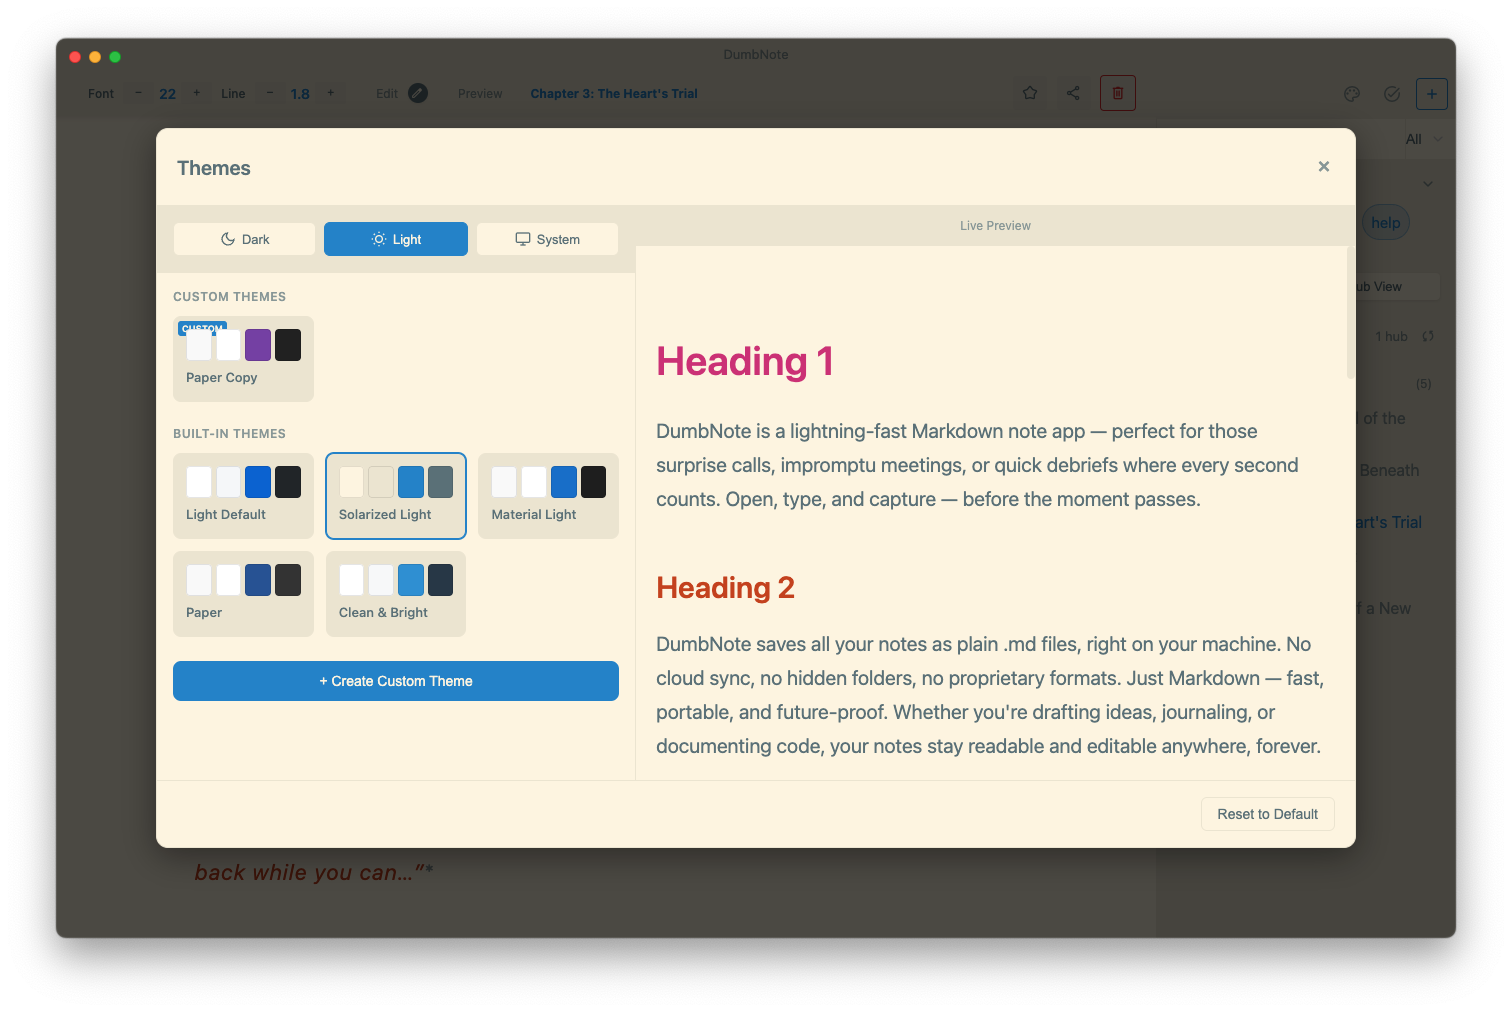 DumbNote
Font − 22 + Line − 1.8 + Edit Preview Chapter 3: The Heart's Trial
All
Themes
Dark Light System
Live Preview
help
CUSTOM THEMES
CUSTOM
Paper Copy
ub View
1 hub
(5)
BUILT-IN THEMES
Light Default Solarized Light Material Light
Paper Clean & Bright
+ Create Custom Theme
Heading 1
DumbNote is a lightning-fast Markdown note app — perfect for those
surprise calls, impromptu meetings, or quick debriefs where every second
counts. Open, type, and capture — before the moment passes.
Heading 2
DumbNote saves all your notes as plain .md files, right on your machine. No
cloud sync, no hidden folders, no proprietary formats. Just Markdown — fast,
portable, and future-proof. Whether you're drafting ideas, journaling, or
documenting code, your notes stay readable and editable anywhere, forever.
of the
Beneath
art's Trial
f a New
Reset to Default
back while you can…"*